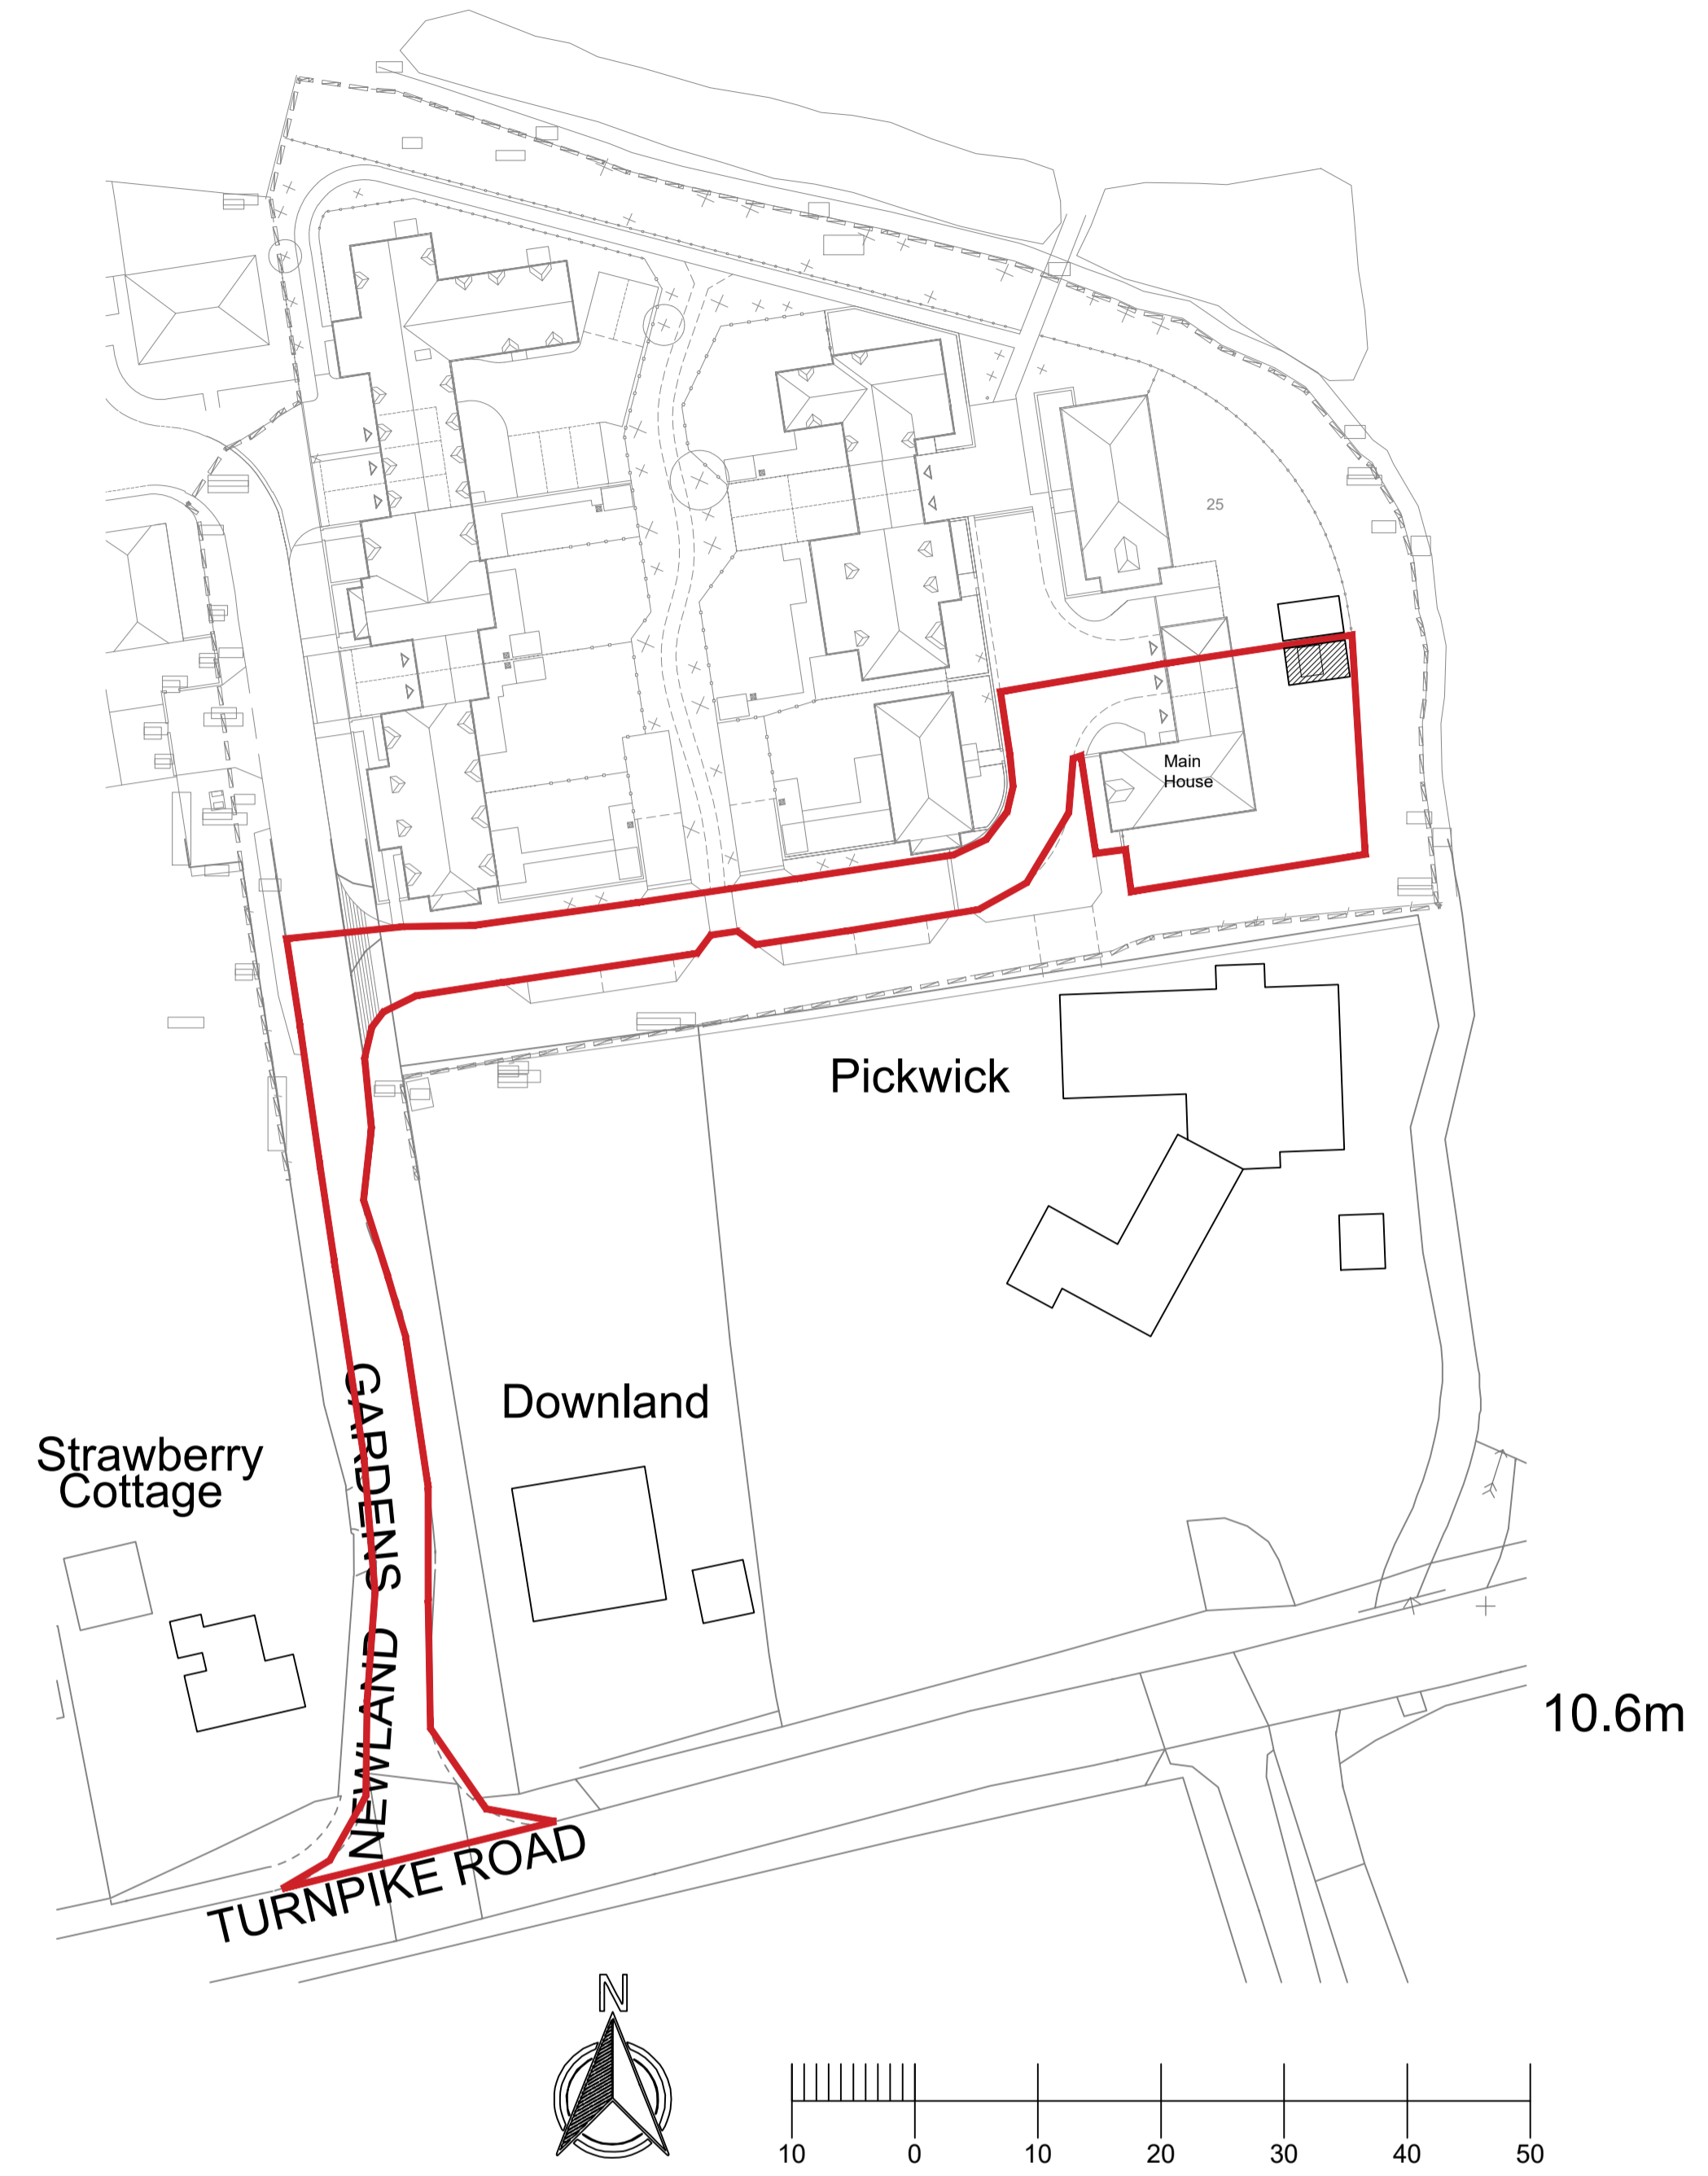 25
Main
House
Pickwick
Downland
Strawberry
Cottage
NEWLAND GARDENS
10.6m
TURNPIKE ROAD
N
10 0 10 20 30 40 50